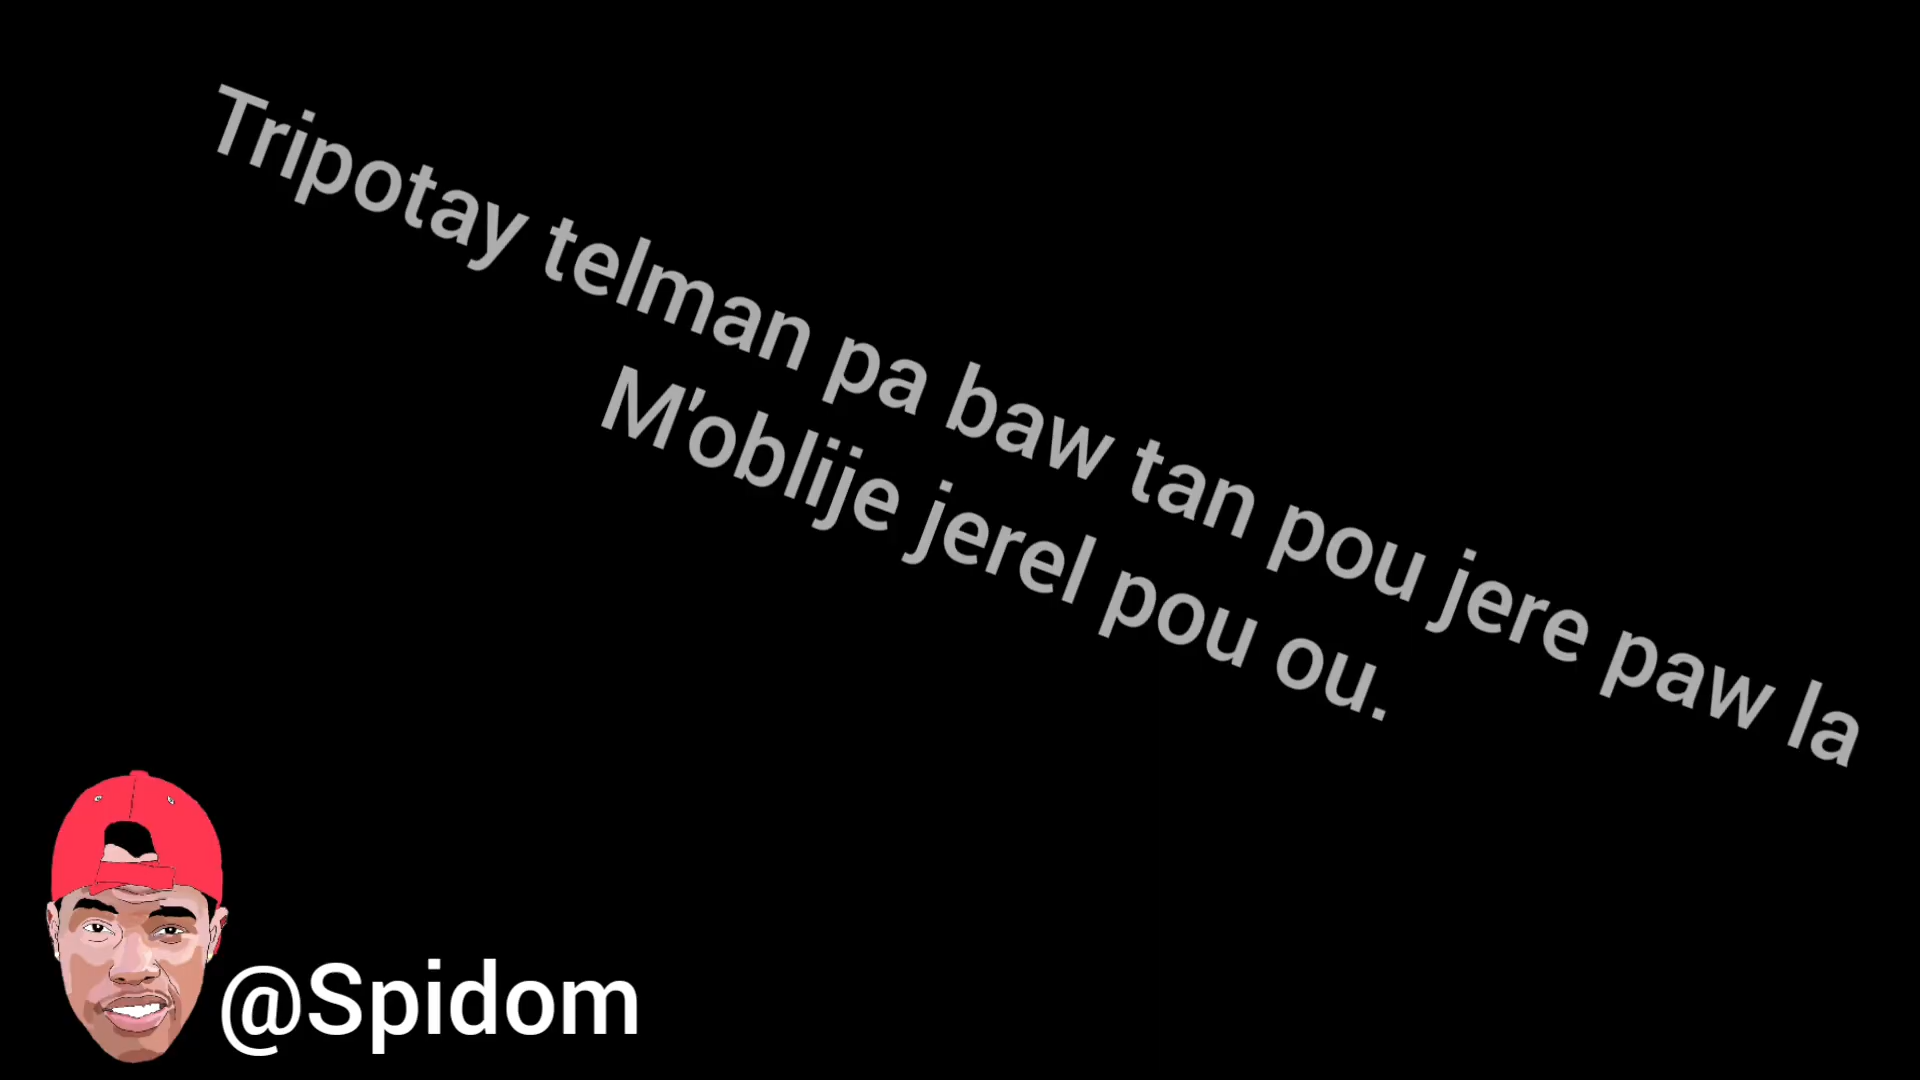 Tripotay telman pa baw tan pou jere paw la
M'oblije jerel pou ou.
@Spidom